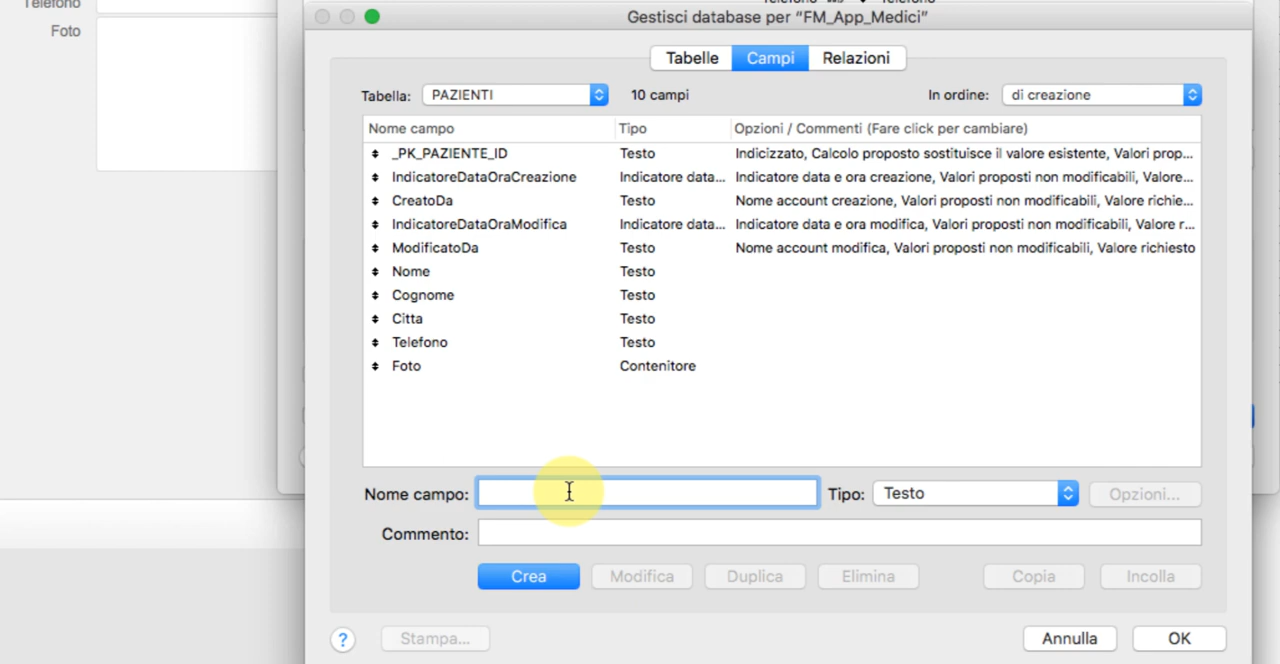 Telefono
Foto
Telefono
Gestisci database per “FM_App_Medici”
Tabelle Campi Relazioni
Tabella: PAZIENTI 10 campi In ordine: di creazione
Nome campo Tipo Opzioni / Commenti (Fare click per cambiare)
_PK_PAZIENTE_ID Testo Indicizzato, Calcolo proposto sostituisce il valore esistente, Valori prop...
IndicatoreDataOraCreazione Indicatore data... Indicatore data e ora creazione, Valori proposti non modificabili, Valore...
CreatoDa Testo Nome account creazione, Valori proposti non modificabili, Valore richie...
IndicatoreDataOraModifica Indicatore data... Indicatore data e ora modifica, Valori proposti non modificabili, Valore r...
ModificatoDa Testo Nome account modifica, Valori proposti non modificabili, Valore richiesto
Nome Testo
Cognome Testo
Citta Testo
Telefono Testo
Foto Contenitore
Nome campo: Tipo: Testo Opzioni...
Commento:
Crea Modifica Duplica Elimina Copia Incolla
? Stampa... Annulla OK